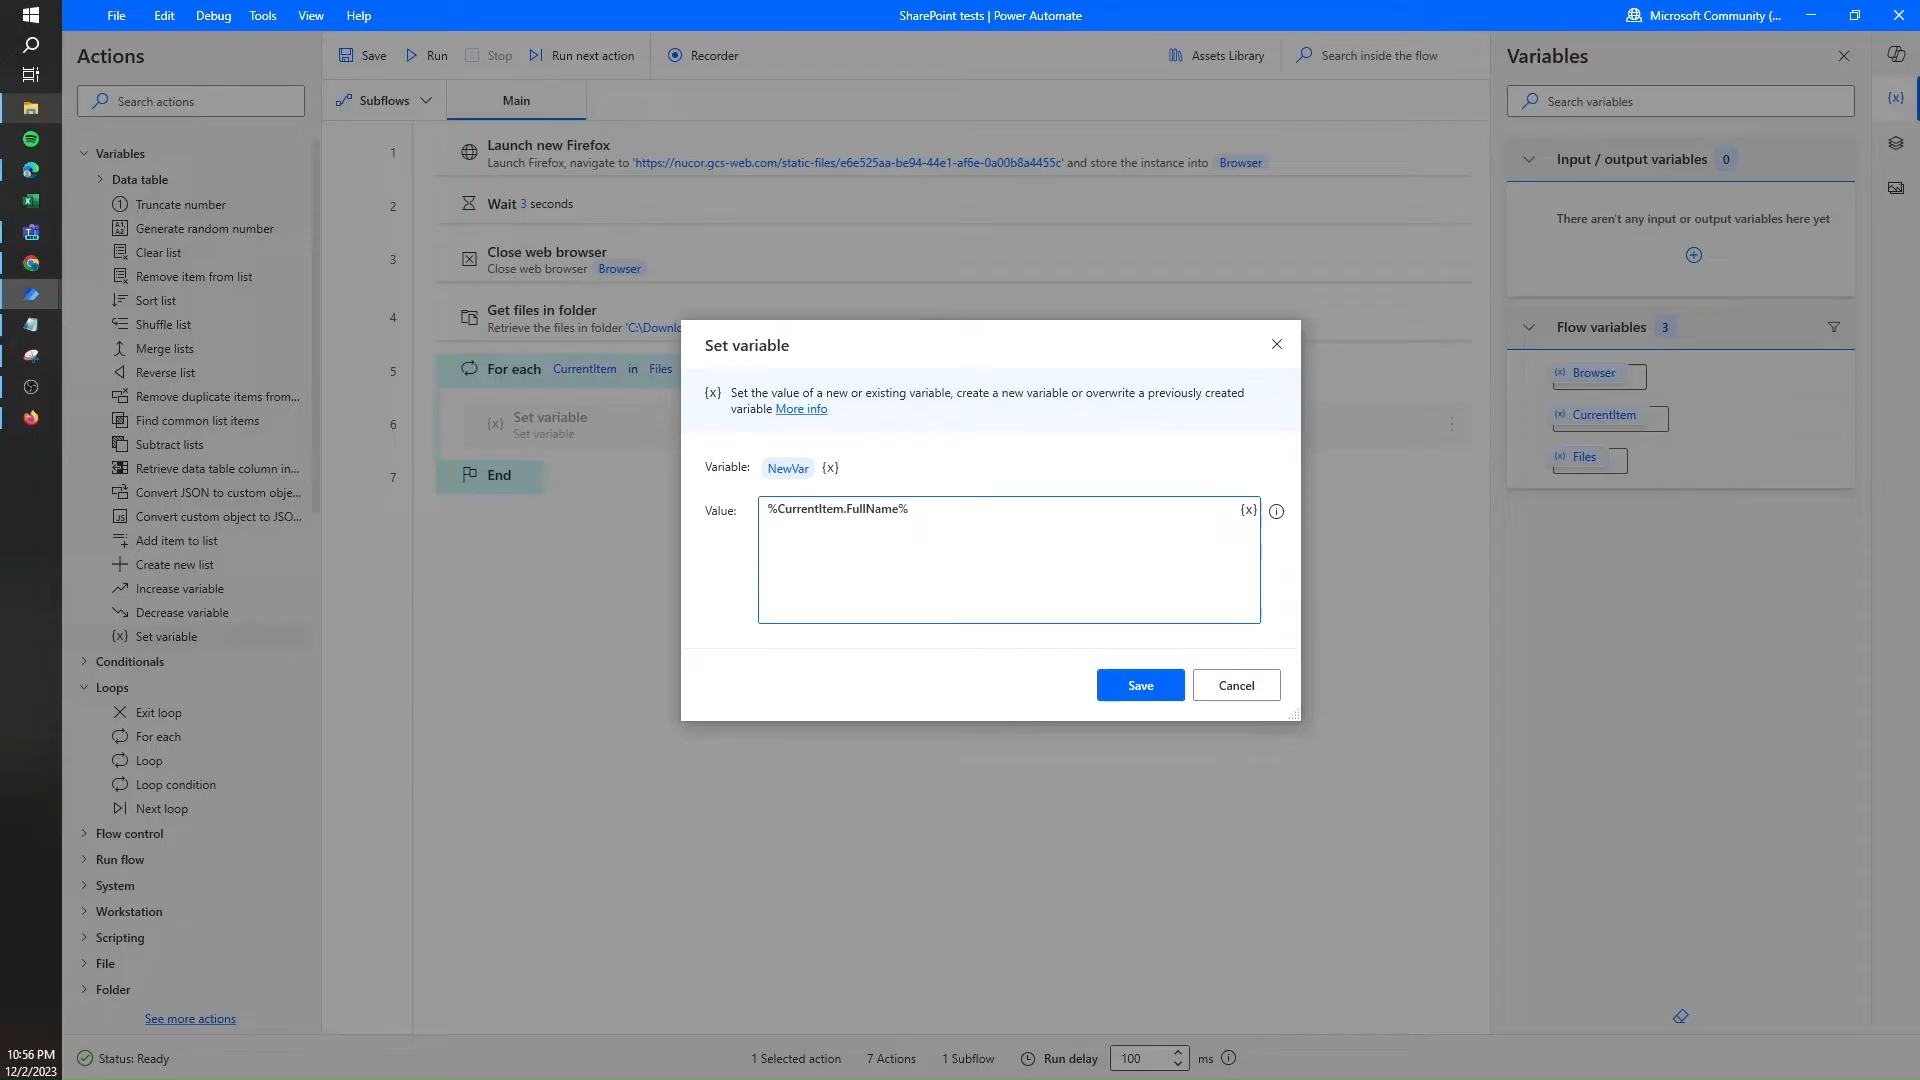 File Edit Debug Tools View Help
SharePoint tests | Power Automate
Microsoft Community (...
Actions
Search actions
Variables
Data table
Truncate number
Generate random number
Clear list
Remove item from list
Sort list
Shuffle list
Merge lists
Reverse list
Remove duplicate items from...
Find common list items
Subtract lists
Retrieve data table column in...
Convert JSON to custom obje...
Convert custom object to JSO...
Add item to list
Create new list
Increase variable
Decrease variable
{x} Set variable
Conditionals
Loops
Exit loop
For each
Loop
Loop condition
Next loop
Flow control
Run flow
System
Workstation
Scripting
File
Folder
See more actions
Save Run Stop Run next action Recorder
Assets Library Search inside the flow
Subflows Main
1 Launch new Firefox
Launch Firefox, navigate to 'https://nucor.gcs-web.com/static-files/e6e525aa-be94-44e1-af6e-0a00b8a4455c' and store the instance into Browser
2 Wait 3 seconds
3 Close web browser
Close web browser Browser
4 Get files in folder
Retrieve the files in folder 'C:\Downlo
5 For each CurrentItem in Files
6 {x} Set variable
Set variable
7 End
Set variable
{x} Set the value of a new or existing variable, create a new variable or overwrite a previously created
variable More info
Variable: NewVar {x}
Value: %CurrentItem.FullName% {x}
Save Cancel
Variables
Search variables
{x}
Input / output variables 0
There aren't any input or output variables here yet
Flow variables 3
(x) Browser
(x) CurrentItem
(x) Files
Status: Ready
1 Selected action 7 Actions 1 Subflow Run delay 100 ms
10:56 PM
12/2/2023